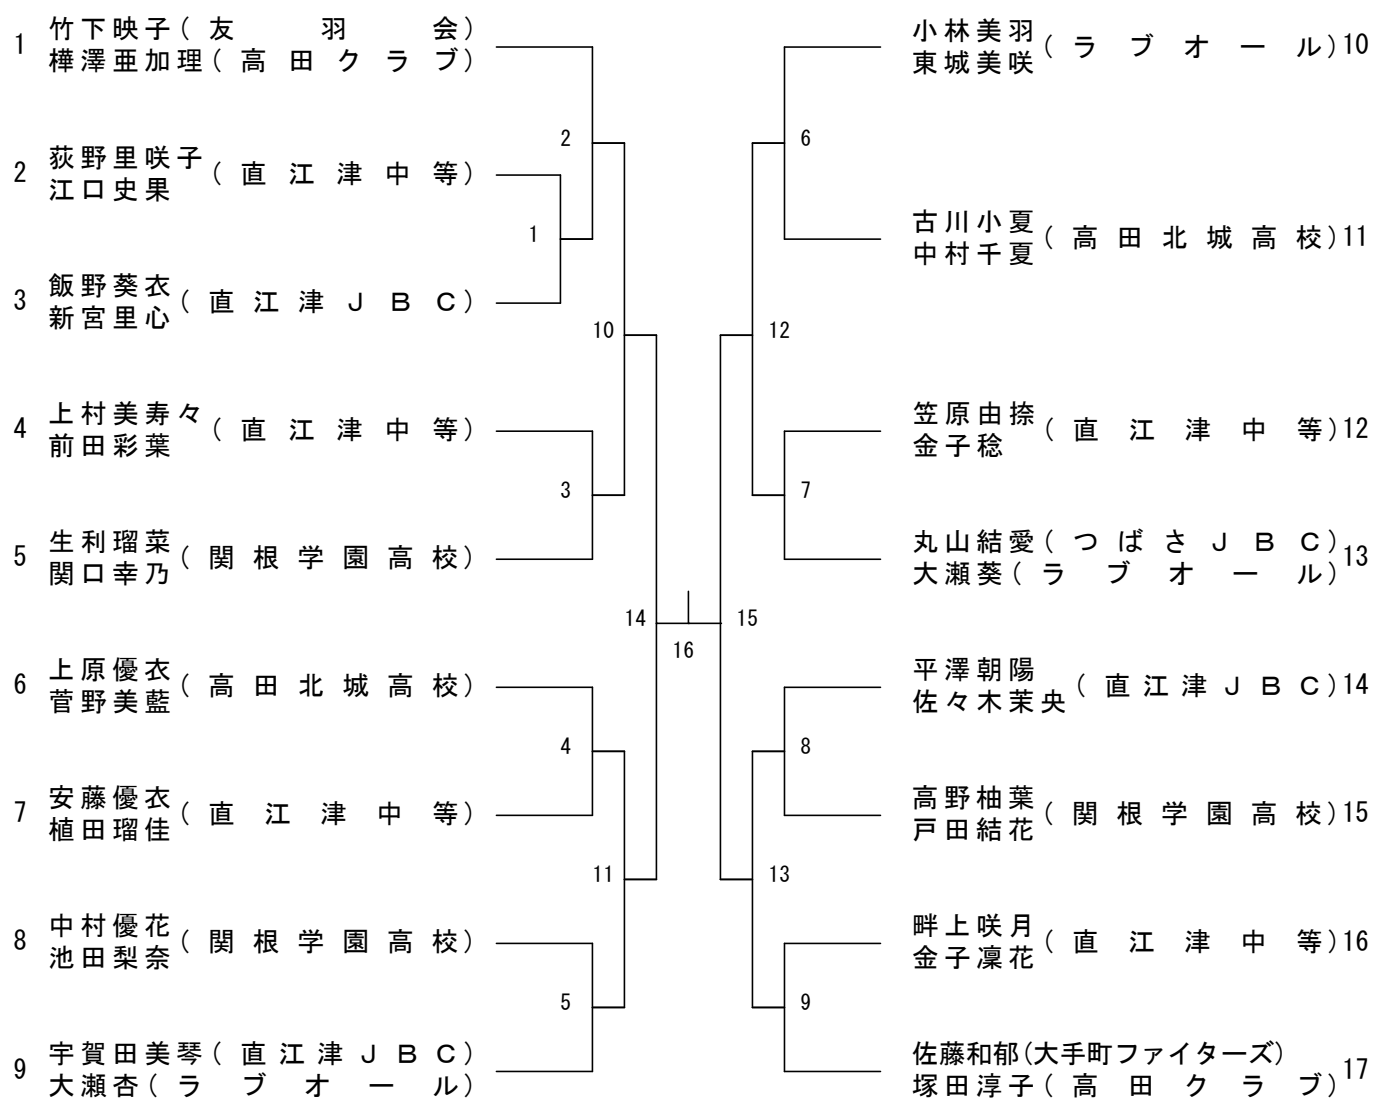 1 竹下映子(友羽会)
樺澤亜加理(高田クラブ)
2 荻野里咲子(直江津中等)
江口史果
3 飯野葵衣(直江津JBC)
新宮里心
4 上村美寿々(直江津中等)
前田彩葉
5 生利瑠菜(関根学園高校)
関口幸乃
6 上原優衣(高田北城高校)
菅野美藍
7 安藤優衣(直江津中等)
植田瑠佳
8 中村優花(関根学園高校)
池田梨奈
9 宇賀田美琴(直江津JBC)
大瀬杏(ラブオール)
2
1
10
3
14
4
11
5
16
6
12
7
15
8
13
9
小林美羽(ラブオール)10
東城美咲
古川小夏(高田北城高校)11
中村千夏
笠原由捺(直江津中等)12
金子稔
丸山結愛(つばさJBC)13
大瀬葵(ラブオール)
平澤朝陽(直江津JBC)14
佐々木茉央
高野柚葉(関根学園高校)15
戸田結花
畔上咲月(直江津中等)16
金子凜花
佐藤和郁(大手町ファイターズ)17
塚田淳子(高田クラブ)